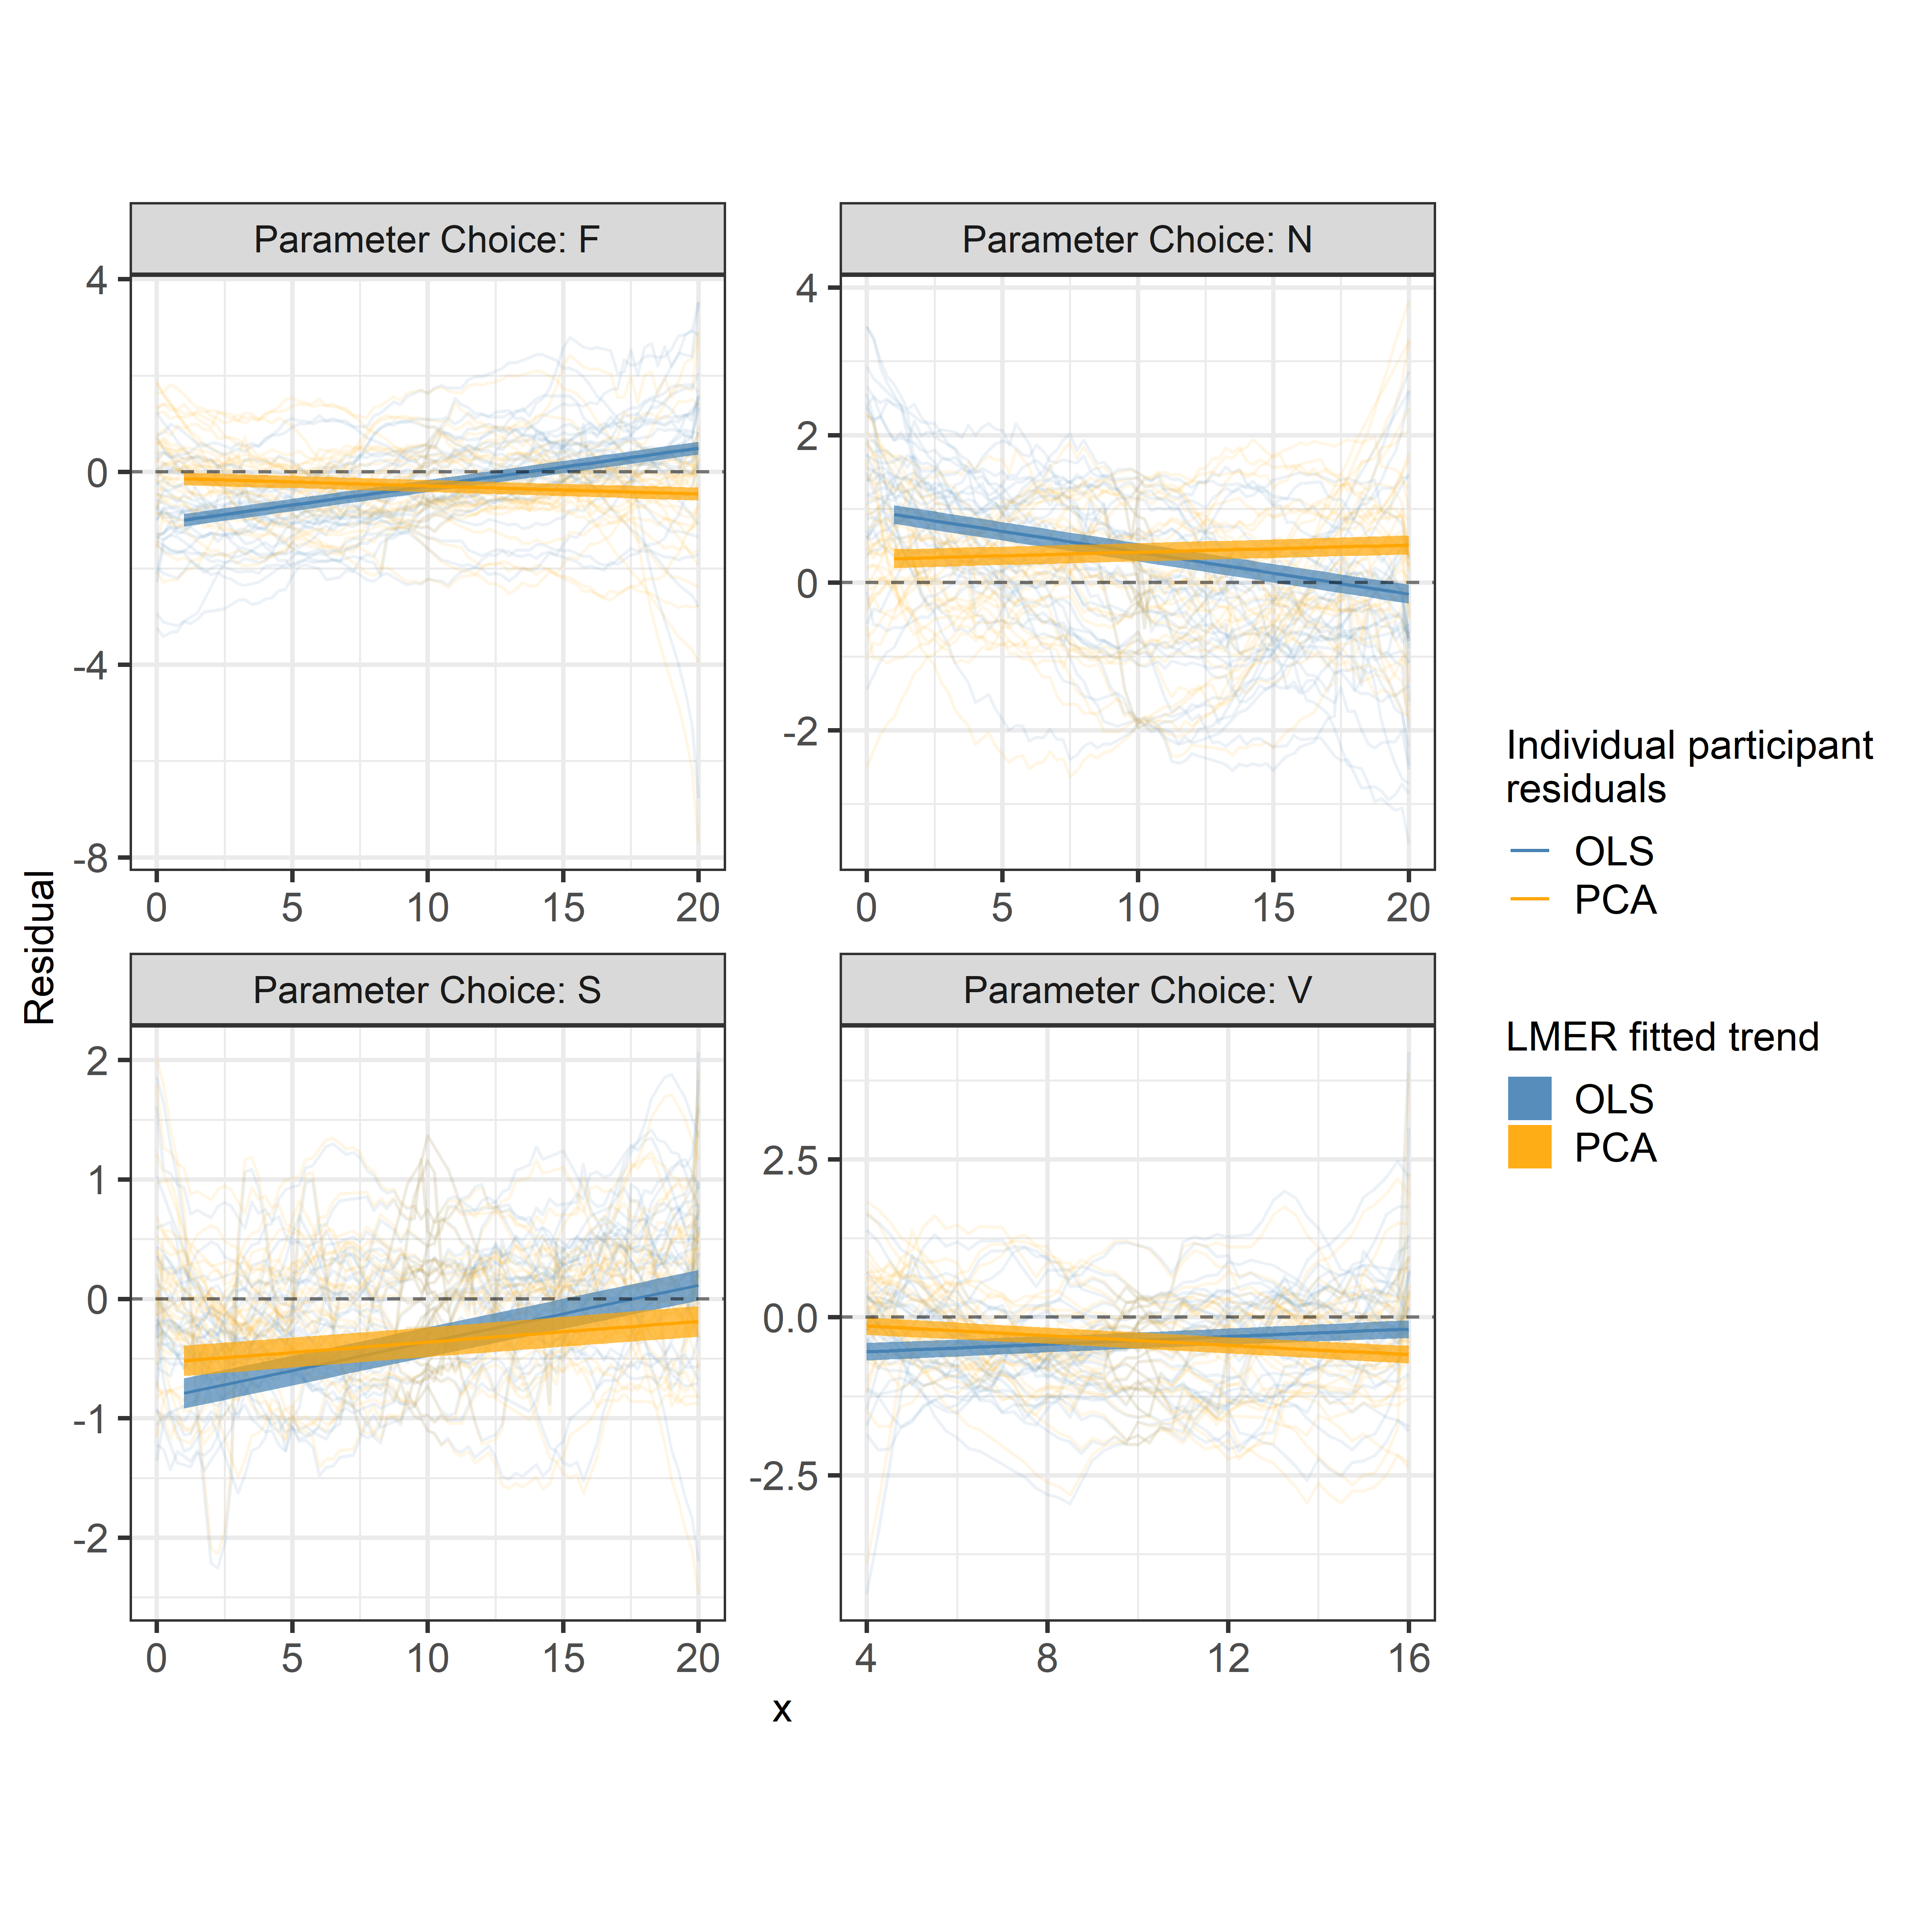 Parameter Choice: F
Parameter Choice: N
4
0
-4
-8
4
2
0
-2
0 5 10 15 20
0 5 10 15 20
Parameter Choice: S
Parameter Choice: V
2
1
0
-1
-2
2.5
0.0
-2.5
0 5 10 15 20
4 8 12 16
x
Residual
Individual participant
residuals
OLS
PCA
LMER fitted trend
OLS
PCA